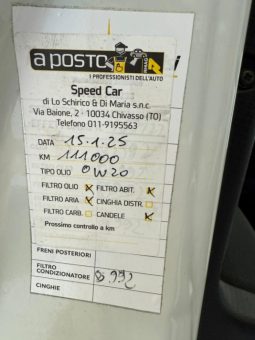 a posto
I PROFESSIONISTI DELL'AUTO
Speed Car
di Lo Schirico & Di Maria s.n.c.
Via Baione, 2 - 10034 Chivasso (TO)
Telefono 011-9195563
DATA 15.1.25
KM 111000
TIPO OLIO 0W20
FILTRO OLIO FILTRO ABIT.
FILTRO ARIA CINGHIA DISTR.
FILTRO CARB. CANDELE
Prossimo controllo a km
FRENI POSTERIORI
FILTRO
CONDIZIONATORE
CINGHIE